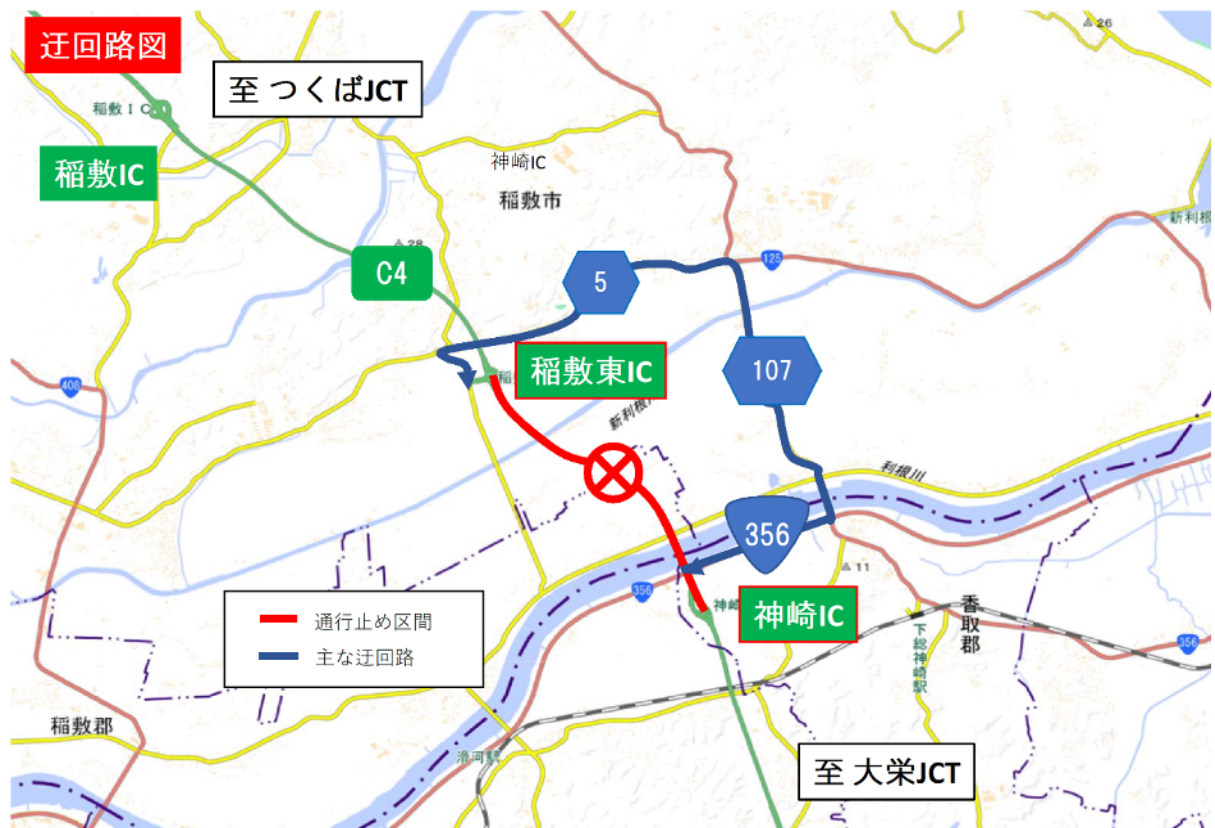 迂回路図
至 つくばJCT
26
稲敷IC
稲敷IC
神崎IC
稲敷市
新利根
28
C4
5
125
稲敷東IC
稲
408
107
新利根
利根川
356
11
356
神崎
神崎IC
香取郡
下総神崎駅
356
通行止め区間
主な迂回路
稲敷郡
滑河駅
至 大栄JCT